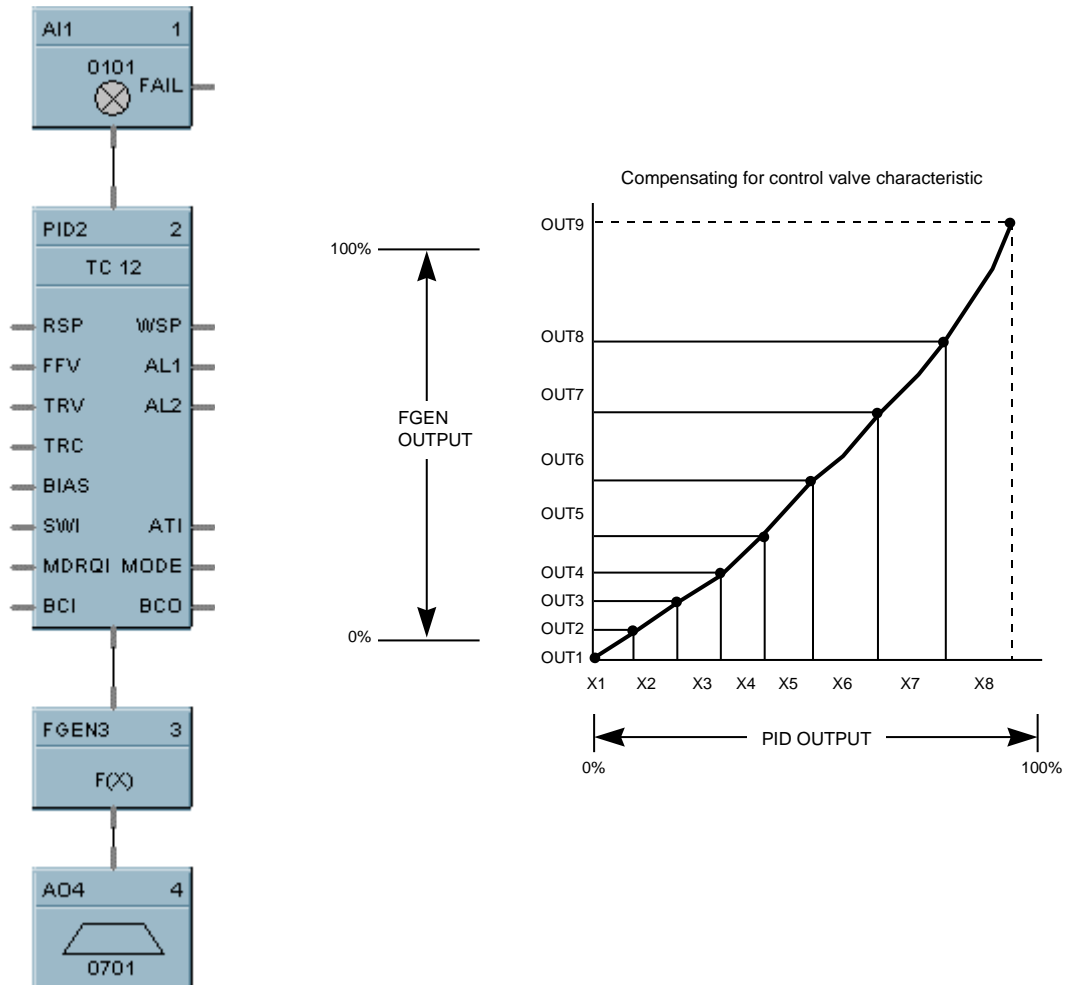 AI1 1
0101
FAIL
PID2 2
TC 12
RSP WSP
FFV AL1
TRV AL2
TRC
BIAS
SWI ATI
MDRQI MODE
BCI BCO
FGEN3 3
F(X)
AO4 4
0701
100%
FGEN
OUTPUT
0%
Compensating for control valve characteristic
OUT9
OUT8
OUT7
OUT6
OUT5
OUT4
OUT3
OUT2
OUT1
X1 X2 X3 X4 X5 X6 X7 X8
PID OUTPUT
0% 100%